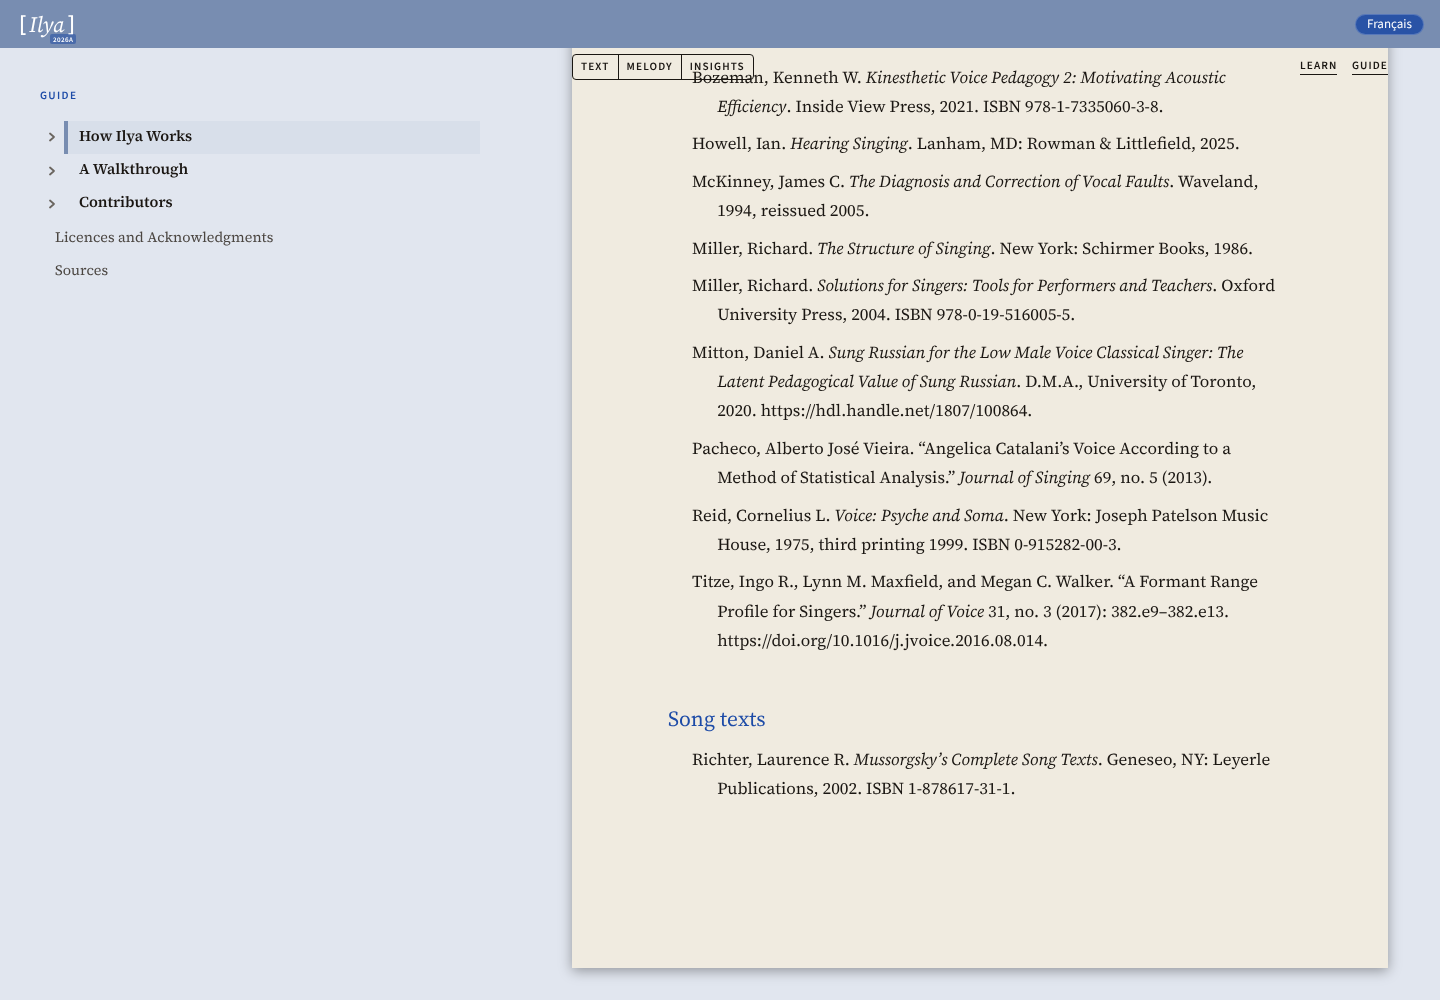 [Ilya]
2026A
Français
TEXT MELODY INSIGHTS
LEARN GUIDE
GUIDE
How Ilya Works
A Walkthrough
Contributors
Licences and Acknowledgments
Sources
Bozeman, Kenneth W. Kinesthetic Voice Pedagogy 2: Motivating Acoustic
Efficiency. Inside View Press, 2021. ISBN 978-1-7335060-3-8.
Howell, Ian. Hearing Singing. Lanham, MD: Rowman & Littlefield, 2025.
McKinney, James C. The Diagnosis and Correction of Vocal Faults. Waveland,
1994, reissued 2005.
Miller, Richard. The Structure of Singing. New York: Schirmer Books, 1986.
Miller, Richard. Solutions for Singers: Tools for Performers and Teachers. Oxford
University Press, 2004. ISBN 978-0-19-516005-5.
Mitton, Daniel A. Sung Russian for the Low Male Voice Classical Singer: The
Latent Pedagogical Value of Sung Russian. D.M.A., University of Toronto,
2020. https://hdl.handle.net/1807/100864.
Pacheco, Alberto José Vieira. “Angelica Catalani’s Voice According to a
Method of Statistical Analysis.” Journal of Singing 69, no. 5 (2013).
Reid, Cornelius L. Voice: Psyche and Soma. New York: Joseph Patelson Music
House, 1975, third printing 1999. ISBN 0-915282-00-3.
Titze, Ingo R., Lynn M. Maxfield, and Megan C. Walker. “A Formant Range
Profile for Singers.” Journal of Voice 31, no. 3 (2017): 382.e9–382.e13.
https://doi.org/10.1016/j.jvoice.2016.08.014.
Song texts
Richter, Laurence R. Mussorgsky’s Complete Song Texts. Geneseo, NY: Leyerle
Publications, 2002. ISBN 1-878617-31-1.